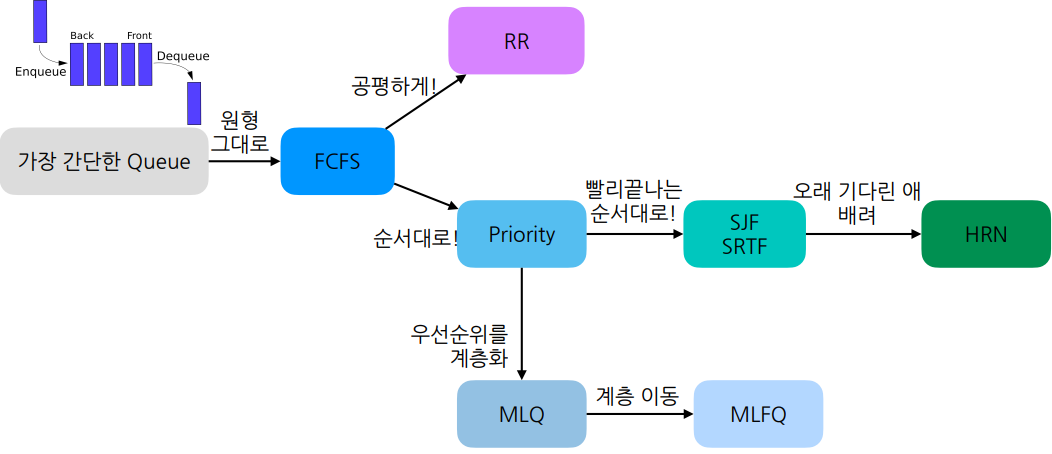 Back
Front
Enqueue
Dequeue
RR
공평하게!
원형
그대로
가장 간단한 Queue
FCFS
순서대로!
Priority
빨리끝나는
순서대로!
SJF
SRTF
오래 기다린 애
배려
HRN
우선순위를
계층화
MLQ
계층 이동
MLFQ